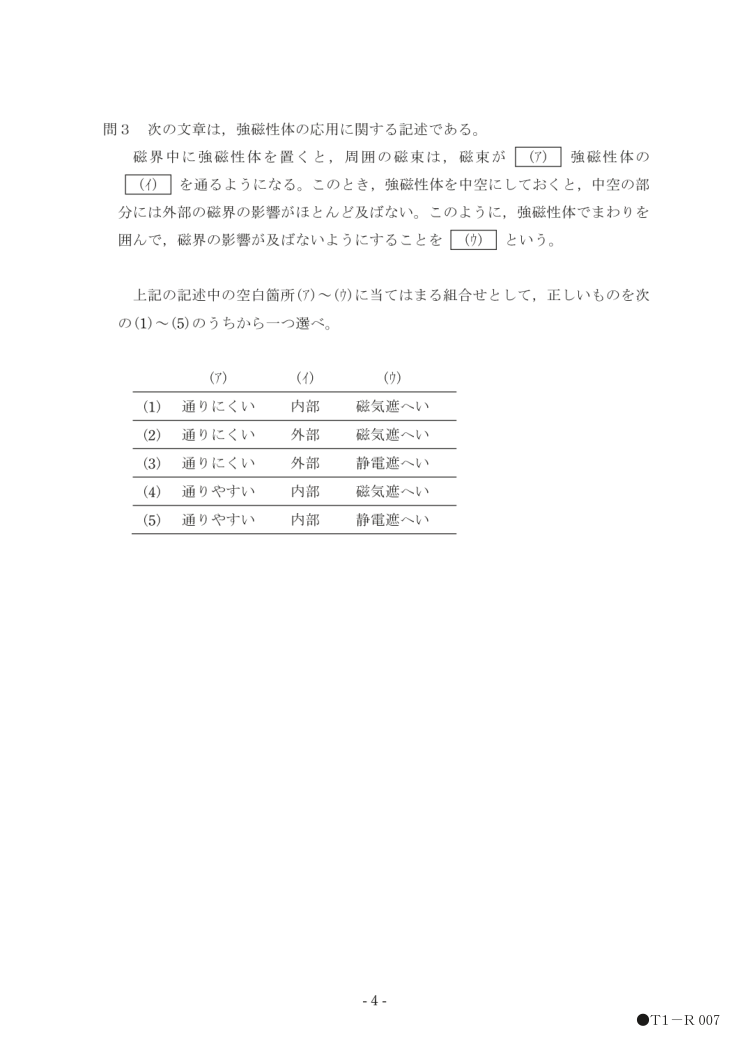 問3 次の文章は，強磁性体の応用に関する記述である。
磁界中に強磁性体を置くと，周囲の磁束は，磁束が (ア) 強磁性体の
(イ) を通るようになる。このとき，強磁性体を中空にしておくと，中空の部
分には外部の磁界の影響がほとんど及ばない。このように，強磁性体でまわりを
囲んで，磁界の影響が及ばないようにすることを (ウ) という。
上記の記述中の空白箇所(ア)～(ウ)に当てはまる組合せとして，正しいものを次
の(1)～(5)のうちから一つ選べ。
(ア) (イ) (ウ)
(1) 通りにくい 内部 磁気遮へい
(2) 通りにくい 外部 磁気遮へい
(3) 通りにくい 外部 静電遮へい
(4) 通りやすい 内部 磁気遮へい
(5) 通りやすい 内部 静電遮へい
- 4 -
●T1－R 007